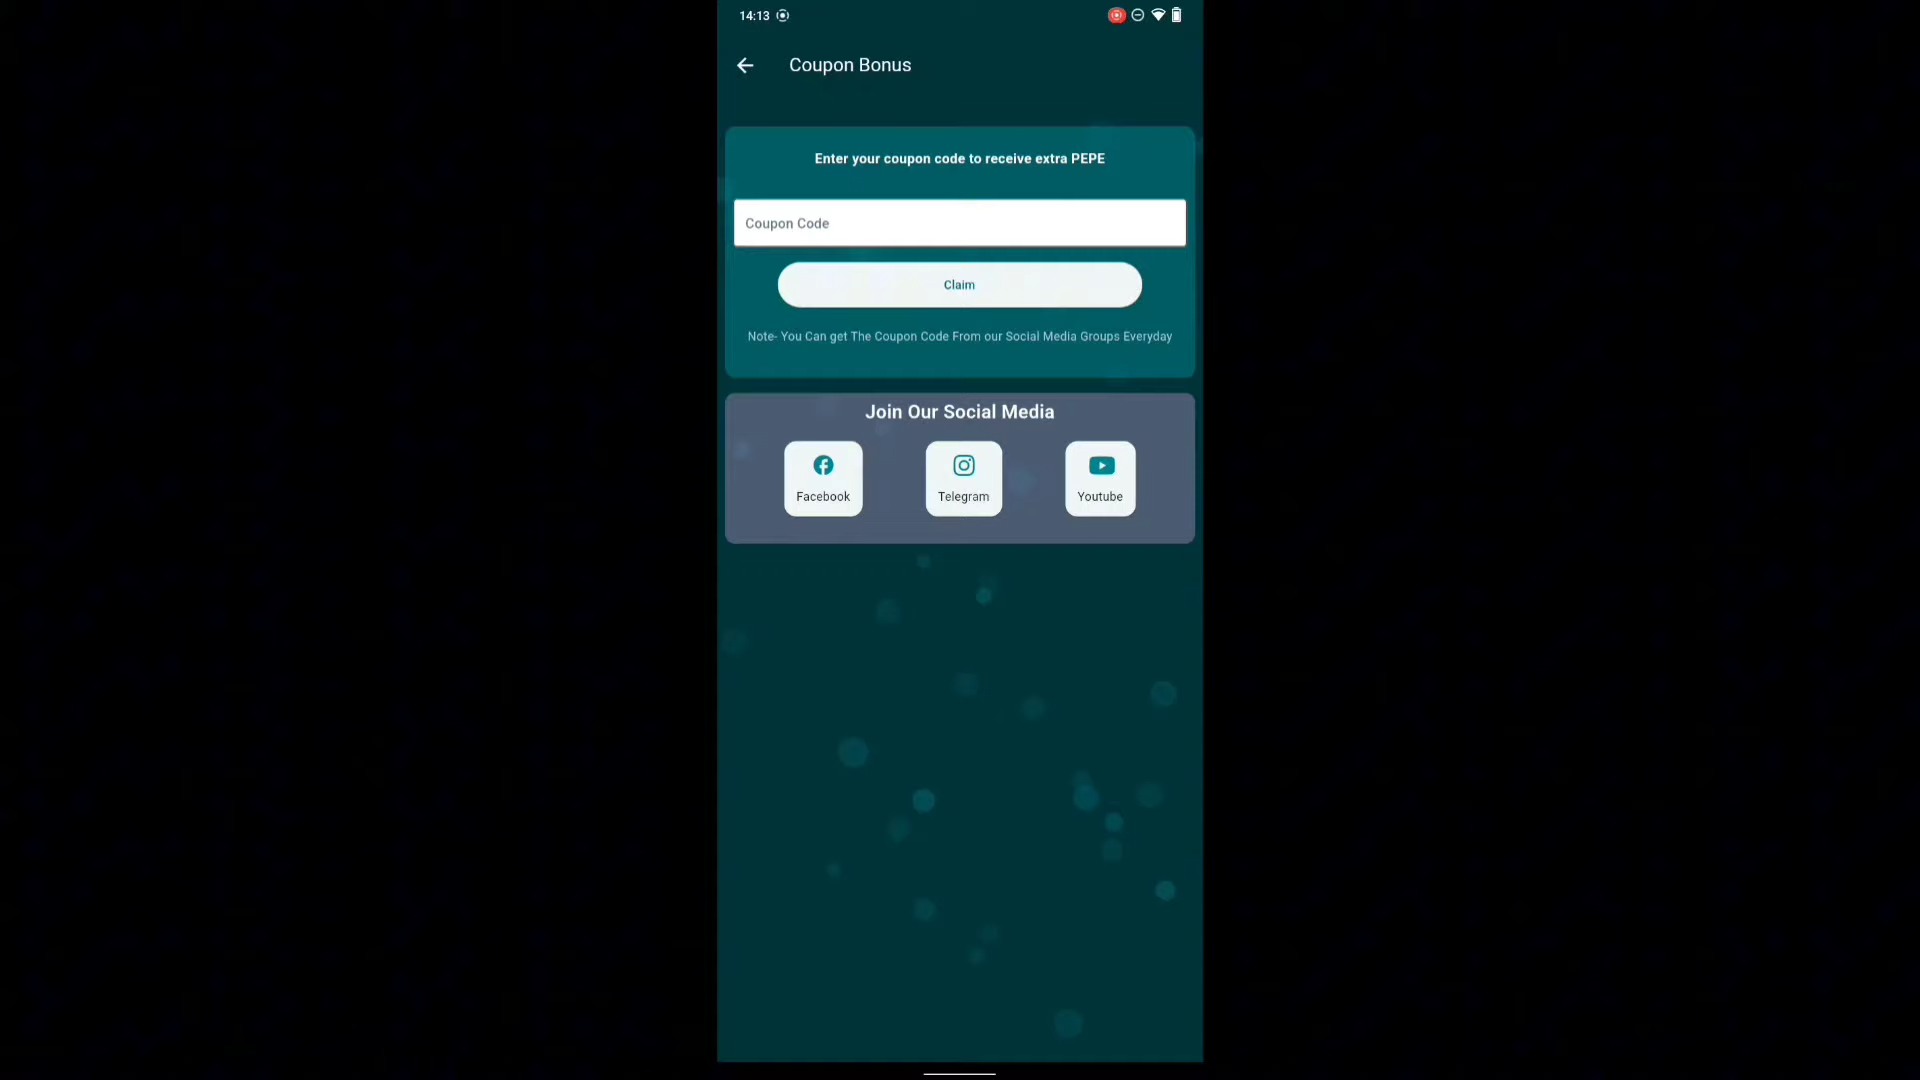 14:13
Coupon Bonus
Enter your coupon code to receive extra PEPE
Coupon Code
Claim
Note- You Can get The Coupon Code From our Social Media Groups Everyday
Join Our Social Media
Facebook
Telegram
Youtube